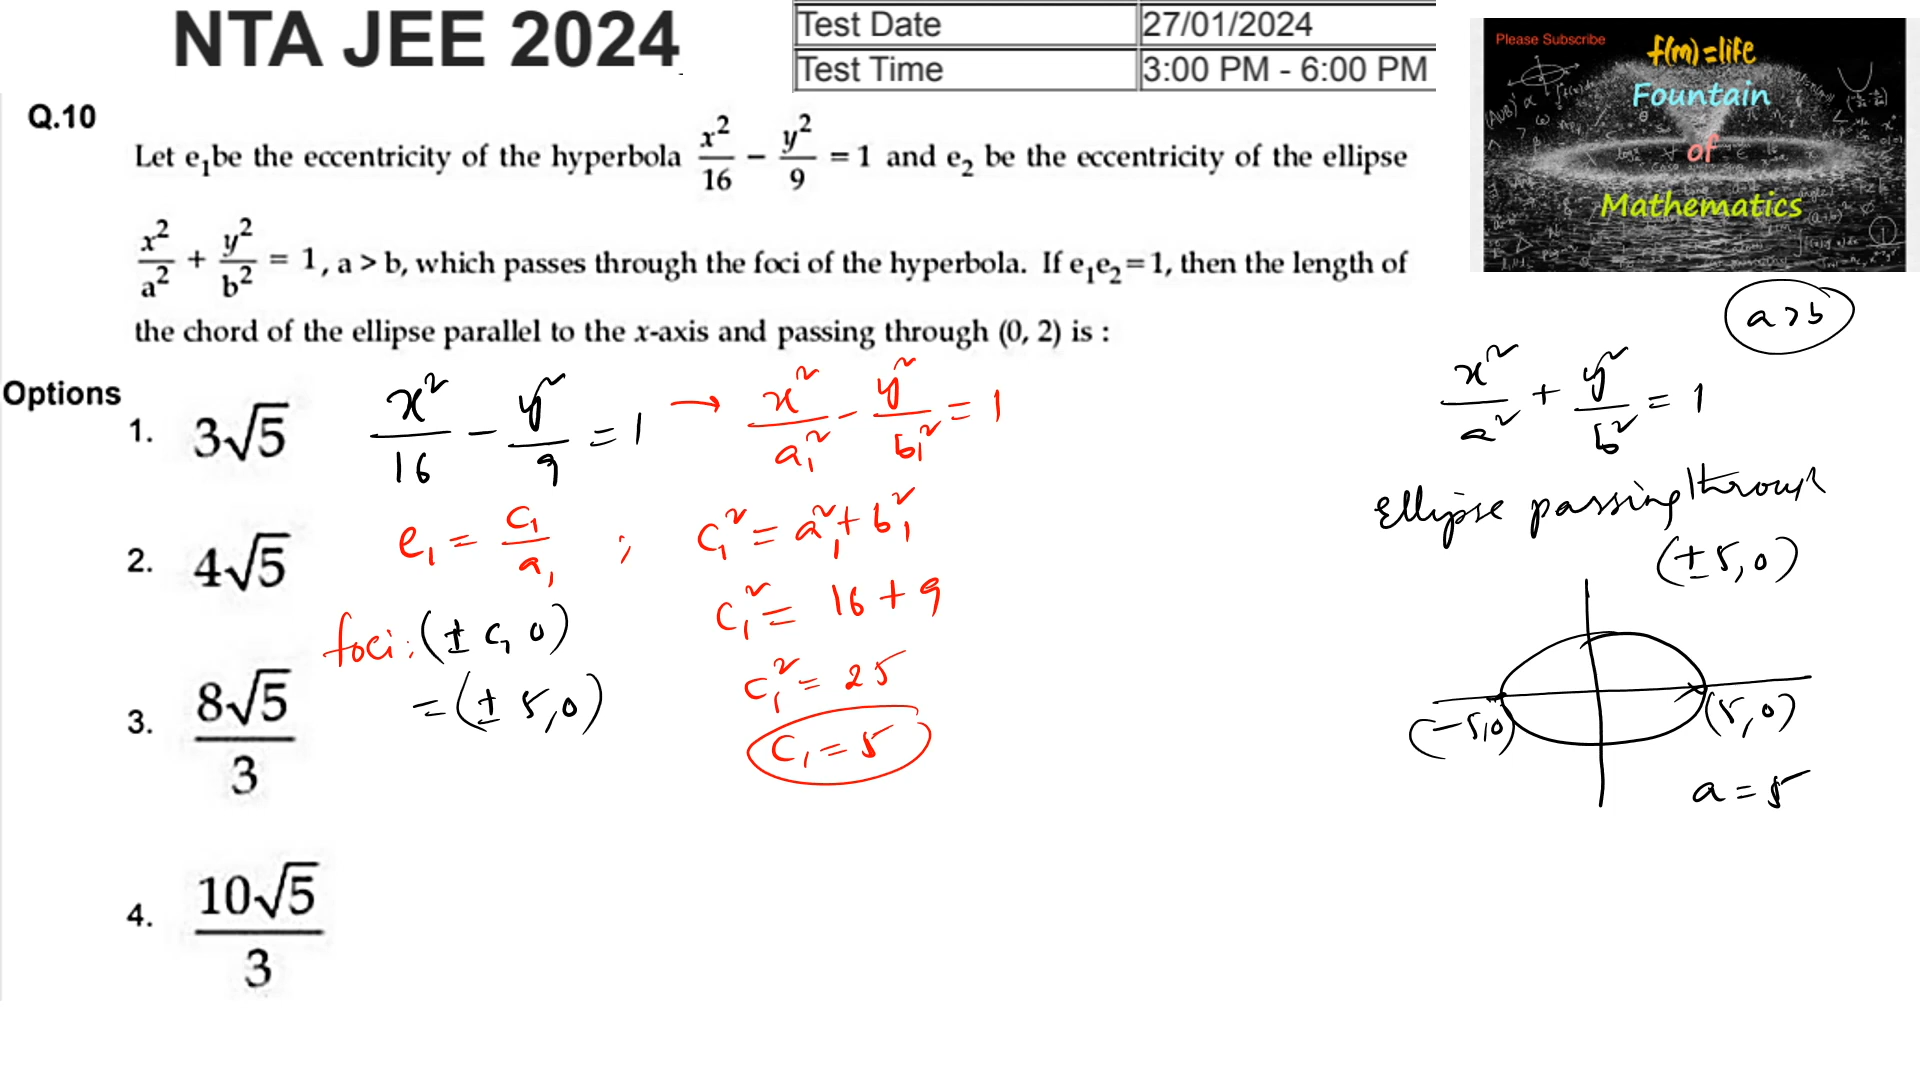 NTA JEE 2024
Test Date 27/01/2024
Test Time 3:00 PM - 6:00 PM
Please Subscribe
f(m)=life
Fountain
of
Mathematics
Q.10
Let e₁be the eccentricity of the hyperbola x²/16 − y²/9 = 1 and e₂ be the eccentricity of the ellipse
x²/a² + y²/b² = 1, a > b, which passes through the foci of the hyperbola. If e₁e₂=1, then the length of
the chord of the ellipse parallel to the x-axis and passing through (0, 2) is :
Options
1. 3√5
2. 4√5
3. 8√5/3
4. 10√5/3
x²/16 − y²/9 = 1 → x²/a₁² − y²/b₁² = 1
e₁ = c₁/a₁ ; c₁² = a₁² + b₁²
c₁² = 16 + 9
foci: (± c₁, 0)
c₁² = 25
= (± 5, 0)
c₁ = 5
a > b
x²/a² + y²/b² = 1
Ellipse passing through
(± 5, 0)
(−5, 0) (5, 0)
a = 5